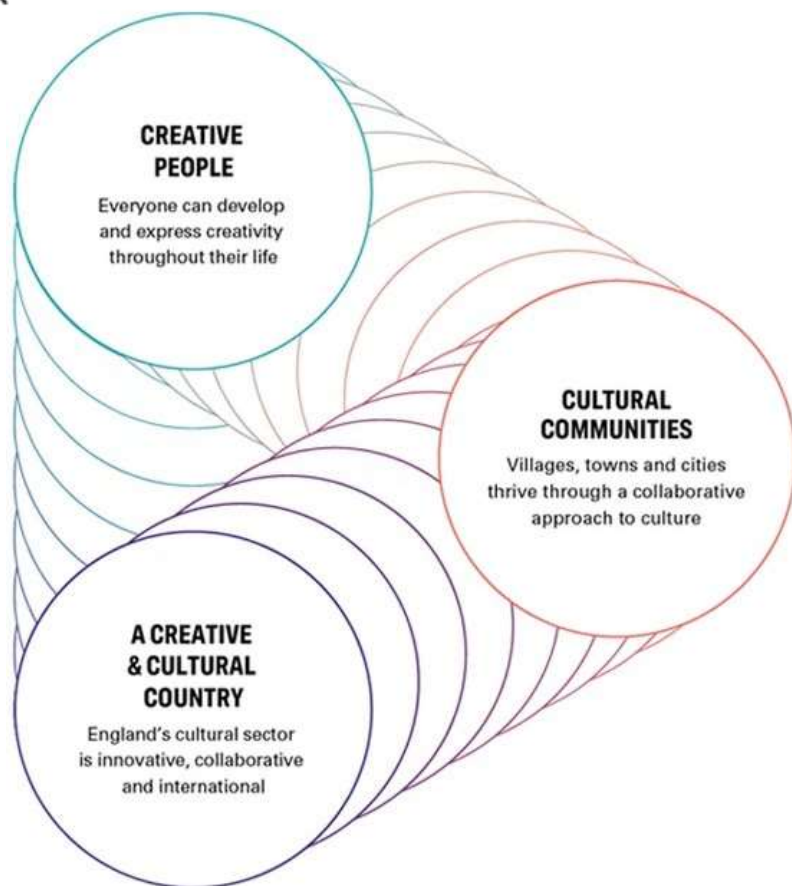 CREATIVE
PEOPLE
Everyone can develop
and express creativity
throughout their life
CULTURAL
COMMUNITIES
Villages, towns and cities
thrive through a collaborative
approach to culture
A CREATIVE
& CULTURAL
COUNTRY
England’s cultural sector
is innovative, collaborative
and international